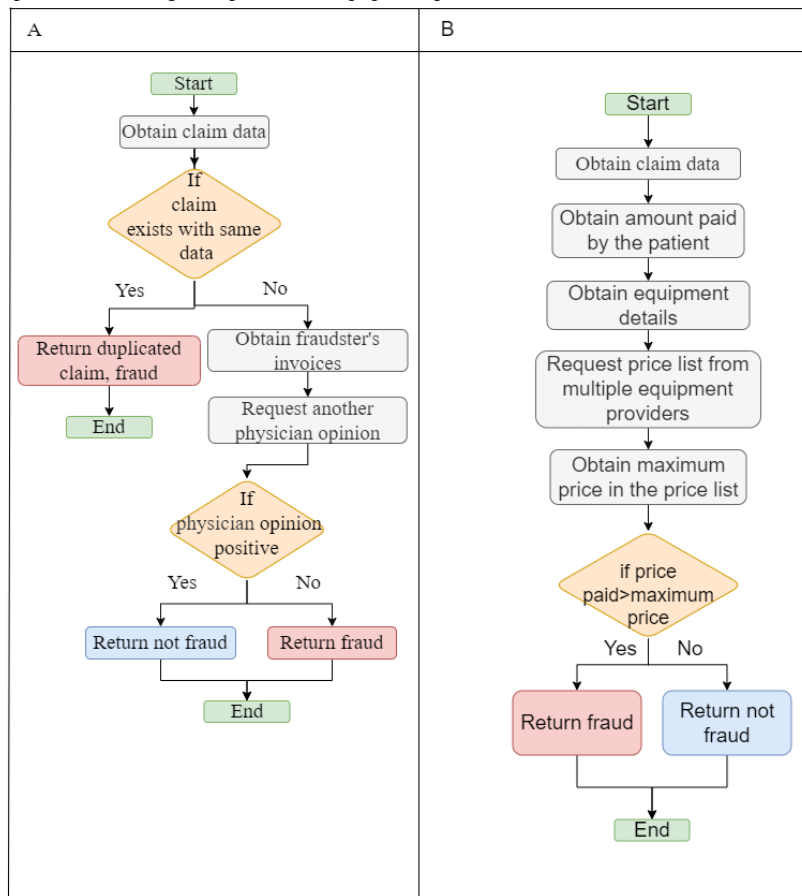 A
Start
Obtain claim data
If
claim
exists with same
data
Yes
No
Return duplicated
claim, fraud
End
Obtain fraudster's
invoices
Request another
physician opinion
If
physician opinion
positive
Yes
No
Return not fraud
Return fraud
End
B
Start
Obtain claim data
Obtain amount paid
by the patient
Obtain equipment
details
Request price list from
multiple equipment
providers
Obtain maximum
price in the price list
if price
paid>maximum
price
Yes
No
Return fraud
Return not
fraud
End